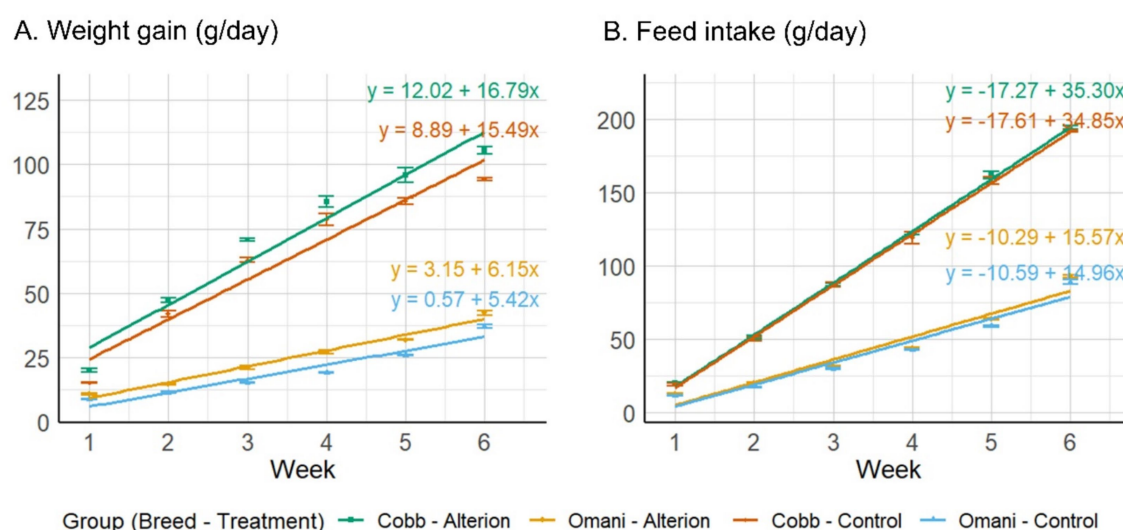 A. Weight gain (g/day)
125
100
75
50
25
0
y = 12.02 + 16.79x
y = 8.89 + 15.49x
y = 3.15 + 6.15x
y = 0.57 + 5.42x
1 2 3 4 5 6
Week
B. Feed intake (g/day)
200
150
100
50
0
y = -17.27 + 35.30x
y = -17.61 + 34.85x
y = -10.29 + 15.57x
y = -10.59 + 14.96x
1 2 3 4 5 6
Week
Group (Breed - Treatment) Cobb - Alterion Omani - Alterion Cobb - Control Omani - Control